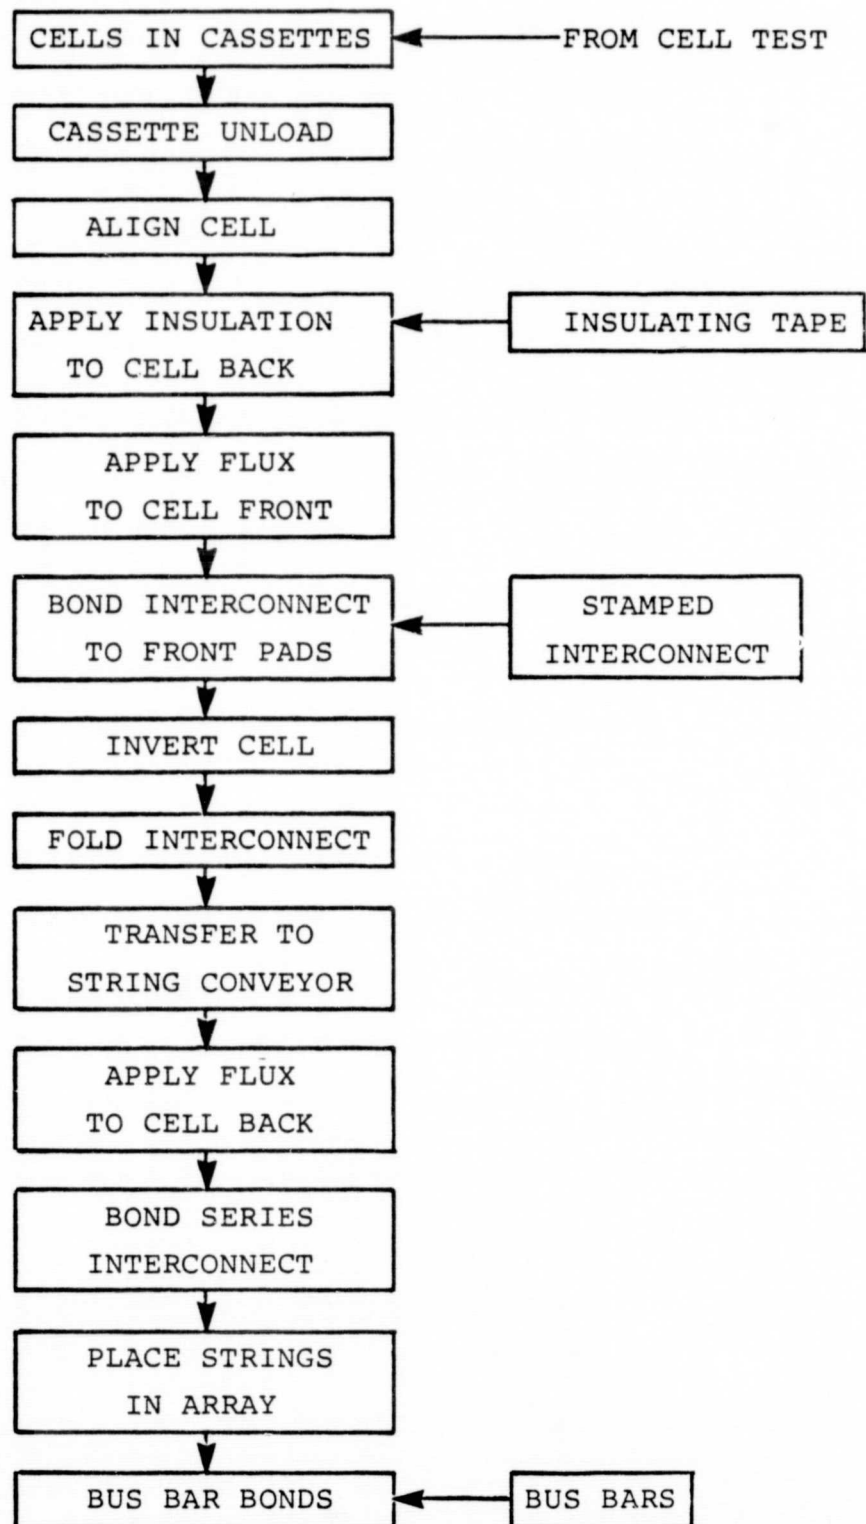 CELLS IN CASSETTES
FROM CELL TEST
CASSETTE UNLOAD
ALIGN CELL
APPLY INSULATION
TO CELL BACK
INSULATING TAPE
APPLY FLUX
TO CELL FRONT
BOND INTERCONNECT
TO FRONT PADS
STAMPED
INTERCONNECT
INVERT CELL
FOLD INTERCONNECT
TRANSFER TO
STRING CONVEYOR
APPLY FLUX
TO CELL BACK
BOND SERIES
INTERCONNECT
PLACE STRINGS
IN ARRAY
BUS BAR BONDS
BUS BARS